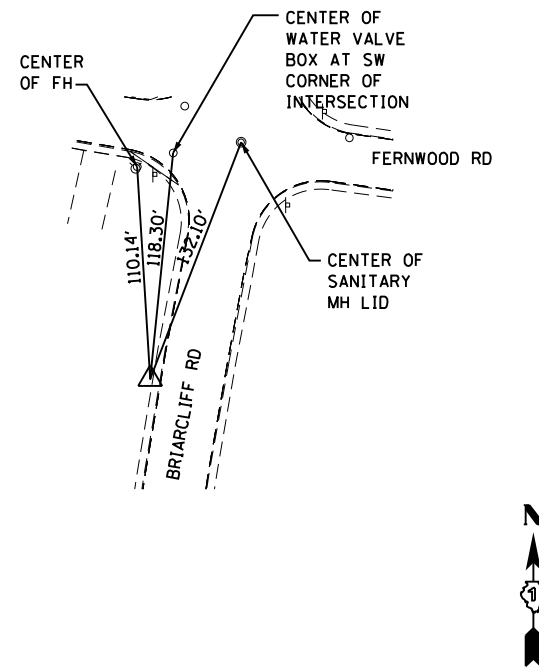 CENTER OF
WATER VALVE
BOX AT SW
CORNER OF
INTERSECTION
CENTER
OF FH
FERNWOOD RD
110.14'
118.30'
132.10'
CENTER OF
SANITARY
MH LID
BRIARCLIFF RD
N
1